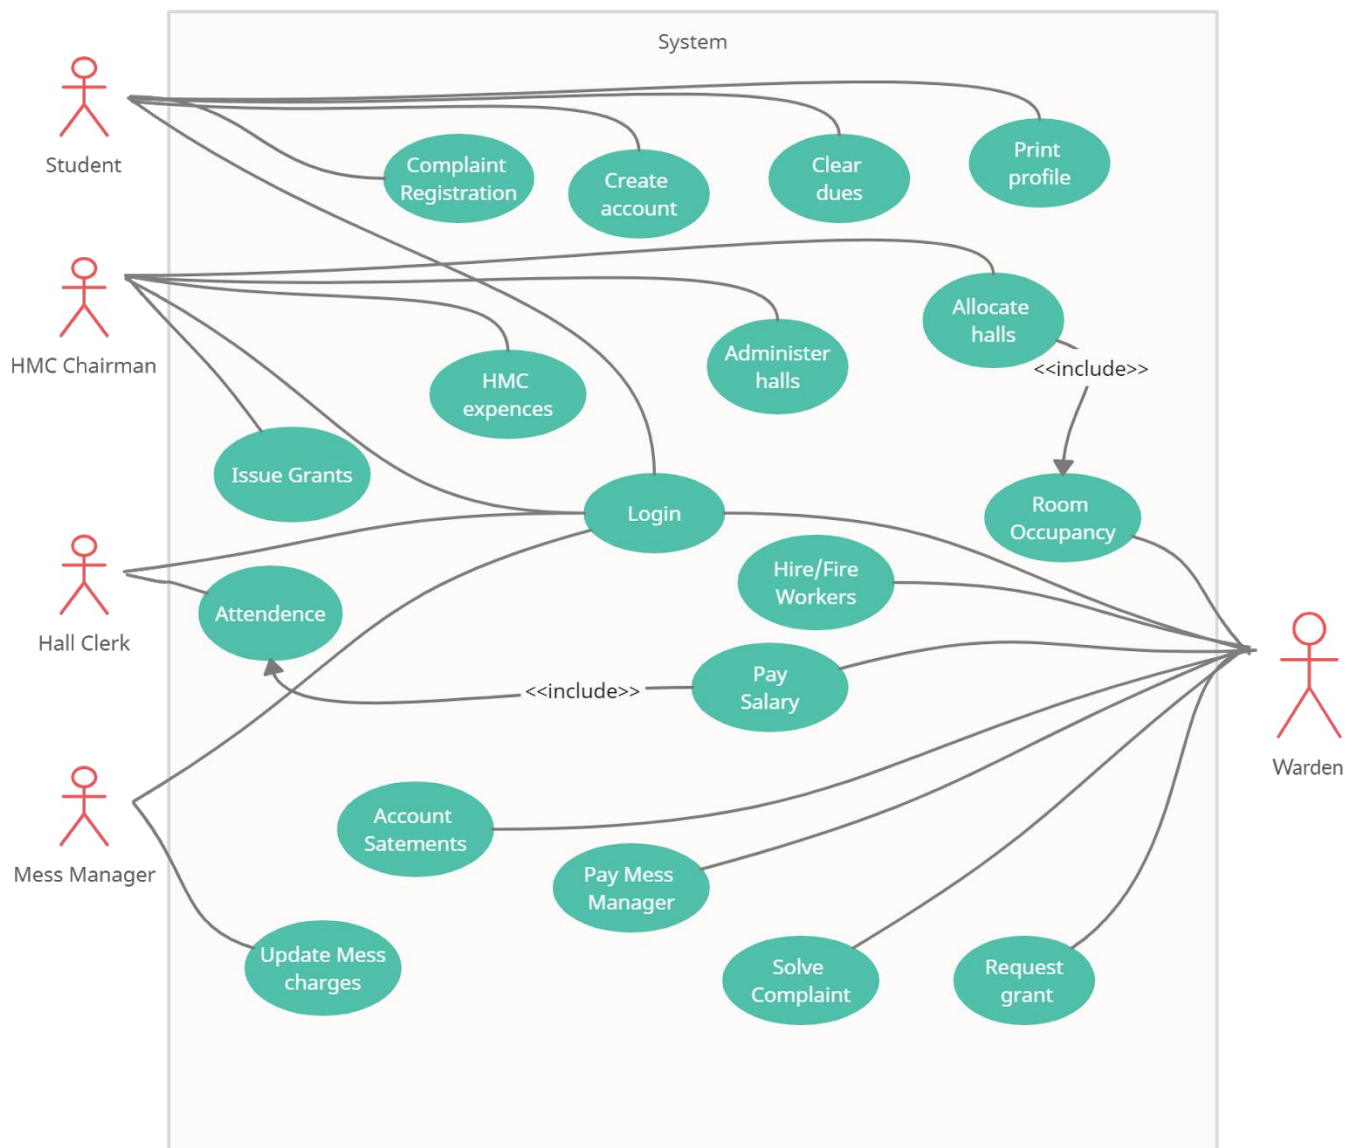 System
Student
Complaint
Registration
Create
account
Clear
dues
Print
profile
HMC Chairman
HMC
expences
Administer
halls
Allocate
halls
<<include>>
Issue Grants
Login
Room
Occupancy
Hall Clerk
Attendence
Hire/Fire
Workers
<<include>>
Pay
Salary
Warden
Mess Manager
Account
Satements
Pay Mess
Manager
Update Mess
charges
Solve
Complaint
Request
grant